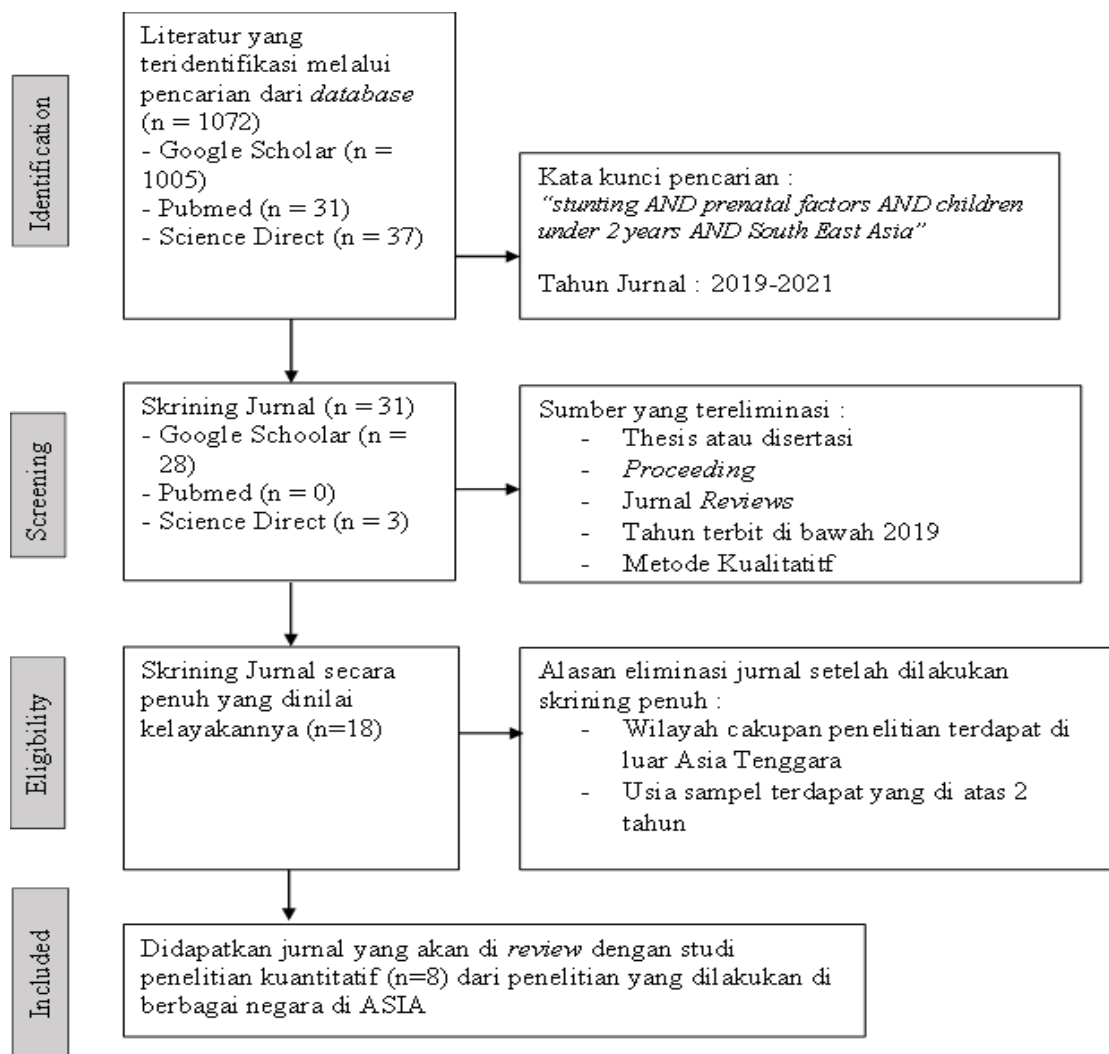 Identification
Literatur yang
teridentifikasi melalui
pencarian dari database
(n = 1072)
- Google Scholar (n =
1005)
- Pubmed (n = 31)
- Science Direct (n = 37)
Kata kunci pencarian :
“stunting AND prenatal factors AND children
under 2 years AND South East Asia”
Tahun Jurnal : 2019-2021
Screening
Skrining Jurnal (n = 31)
- Google Schoolar (n =
28)
- Pubmed (n = 0)
- Science Direct (n = 3)
Sumber yang tereliminasi :
- Thesis atau disertasi
- Proceeding
- Jurnal Reviews
- Tahun terbit di bawah 2019
- Metode Kualitatitf
Eligibility
Skrining Jurnal secara
penuh yang dinilai
kelayakannya (n=18)
Alasan eliminasi jurnal setelah dilakukan
skrining penuh :
- Wilayah cakupan penelitian terdapat di
luar Asia Tenggara
- Usia sampel terdapat yang di atas 2
tahun
Included
Didapatkan jurnal yang akan di review dengan studi
penelitian kuantitatif (n=8) dari penelitian yang dilakukan di
berbagai negara di ASIA